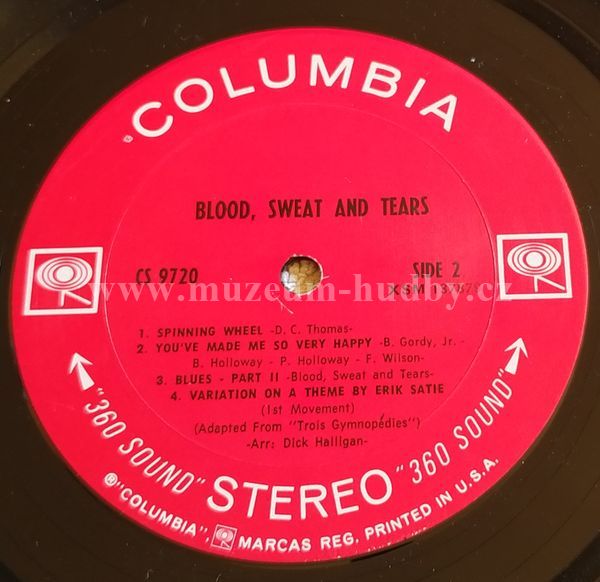 ® COLUMBIA
BLOOD, SWEAT AND TEARS
CS 9720
SIDE 2
www.muzeum-hudby.cz
1. SPINNING WHEEL -D. C. Thomas-
2. YOU'VE MADE ME SO VERY HAPPY -B. Gordy, Jr. -
B. Holloway - P. Holloway - F. Wilson-
3. BLUES - PART II -Blood, Sweat and Tears-
4. VARIATION ON A THEME BY ERIK SATIE
(1st Movement)
(Adapted From "Trois Gymnopédies")
-Arr: Dick Halligan-
"360 SOUND" STEREO "360 SOUND"
®"COLUMBIA", MARCAS REG. PRINTED IN U.S.A.